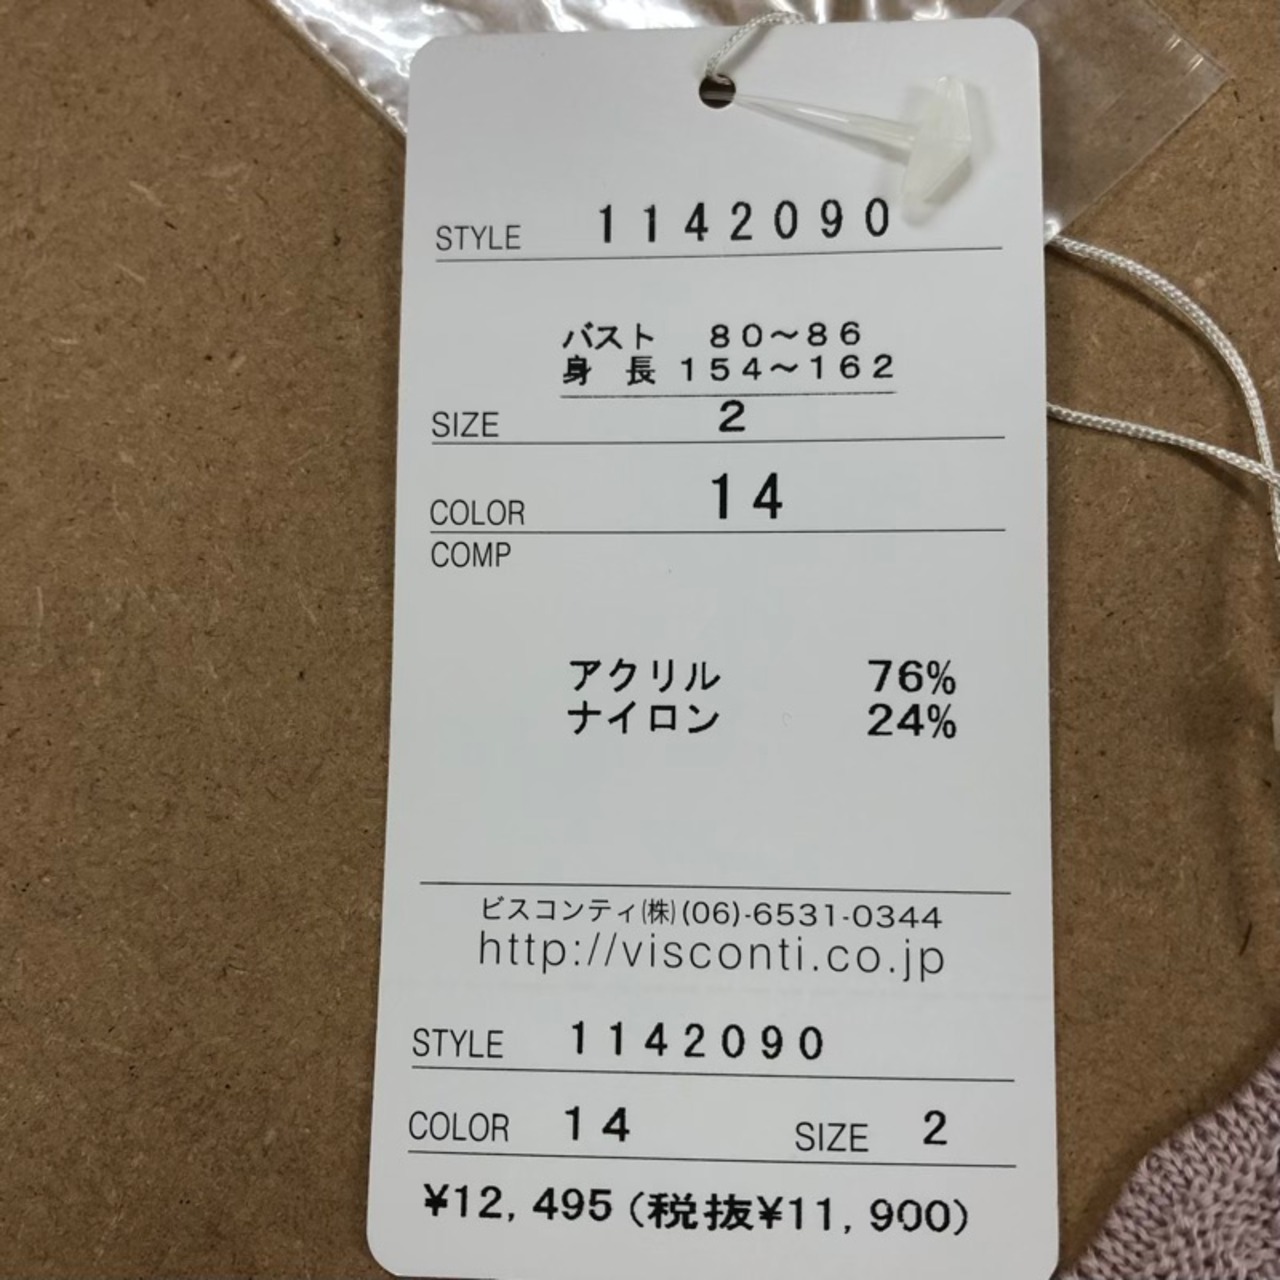 STYLE 1142090
バスト 80～86
身 長 154～162
SIZE 2
COLOR 14
COMP
アクリル 76%
ナイロン 24%
ビスコンティ(株)(06)-6531-0344
http://visconti.co.jp
STYLE 1142090
COLOR 14 SIZE 2
¥12,495(税抜¥11,900)